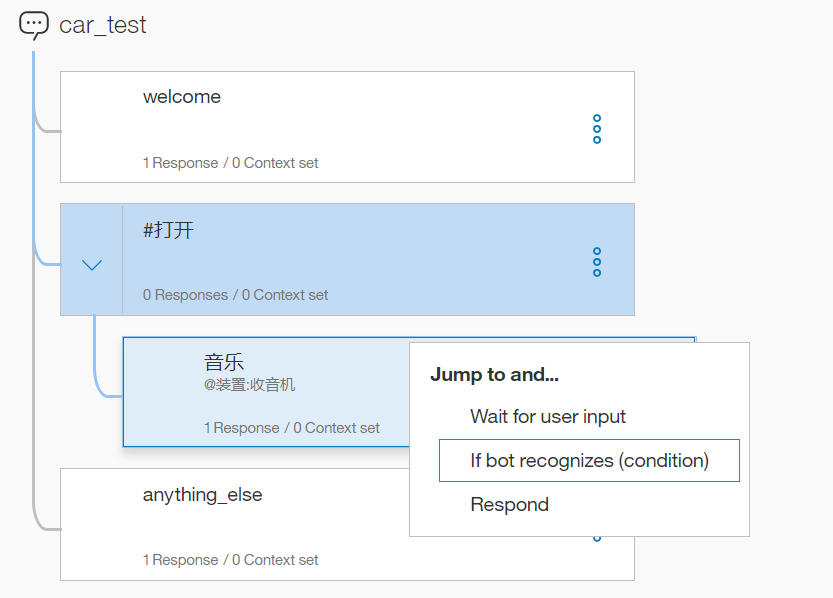 car_test
welcome
1 Response / 0 Context set
#打开
0 Responses / 0 Context set
音乐
@装置:收音机
1 Response / 0 Context set
Jump to and...
Wait for user input
If bot recognizes (condition)
Respond
anything_else
1 Response / 0 Context set